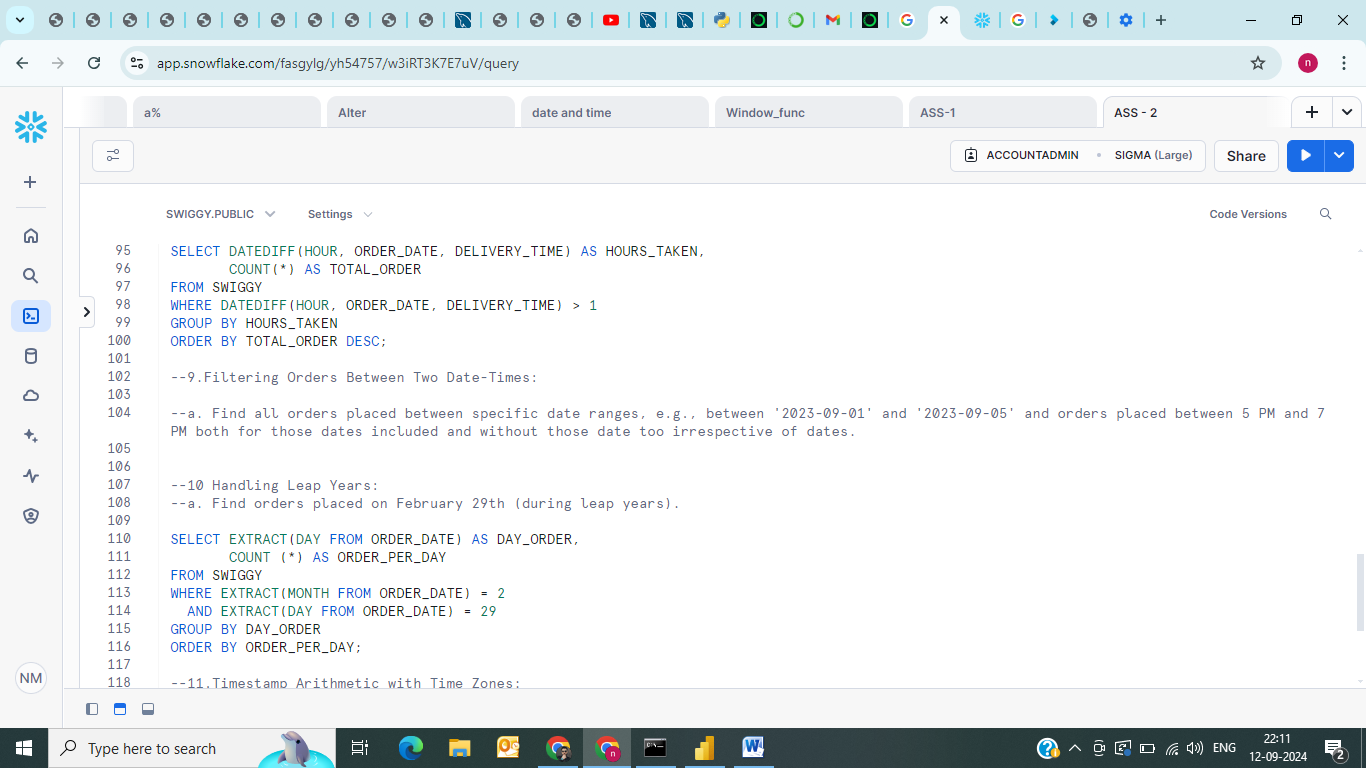 app.snowflake.com/fasgylg/yh54757/w3iRT3K7E7uV/query
n
a%
Alter
date and time
Window_func
ASS-1
ASS - 2
ACCOUNTADMIN
SIGMA (Large)
Share
SWIGGY.PUBLIC
Settings
Code Versions
95 SELECT DATEDIFF(HOUR, ORDER_DATE, DELIVERY_TIME) AS HOURS_TAKEN,
96 COUNT(*) AS TOTAL_ORDER
97 FROM SWIGGY
98 WHERE DATEDIFF(HOUR, ORDER_DATE, DELIVERY_TIME) > 1
99 GROUP BY HOURS_TAKEN
100 ORDER BY TOTAL_ORDER DESC;
101
102 --9.Filtering Orders Between Two Date-Times:
103
104 --a. Find all orders placed between specific date ranges, e.g., between '2023-09-01' and '2023-09-05' and orders placed between 5 PM and 7
PM both for those dates included and without those date too irrespective of dates.
105
106
107 --10 Handling Leap Years:
108 --a. Find orders placed on February 29th (during leap years).
109
110 SELECT EXTRACT(DAY FROM ORDER_DATE) AS DAY_ORDER,
111 COUNT (*) AS ORDER_PER_DAY
112 FROM SWIGGY
113 WHERE EXTRACT(MONTH FROM ORDER_DATE) = 2
114 AND EXTRACT(DAY FROM ORDER_DATE) = 29
115 GROUP BY DAY_ORDER
116 ORDER BY ORDER_PER_DAY;
117
118 --11.Timestamp Arithmetic with Time Zones:
NM
Type here to search
n
ENG
22:11
12-09-2024
2